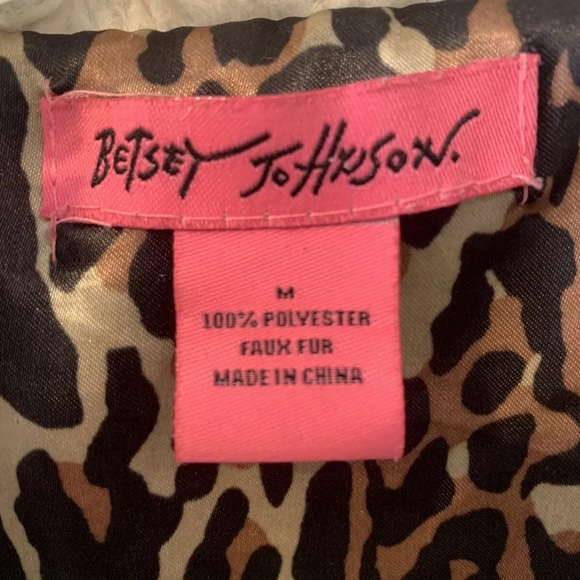 BETSEY JOHNSON.
M
100% POLYESTER
FAUX FUR
MADE IN CHINA